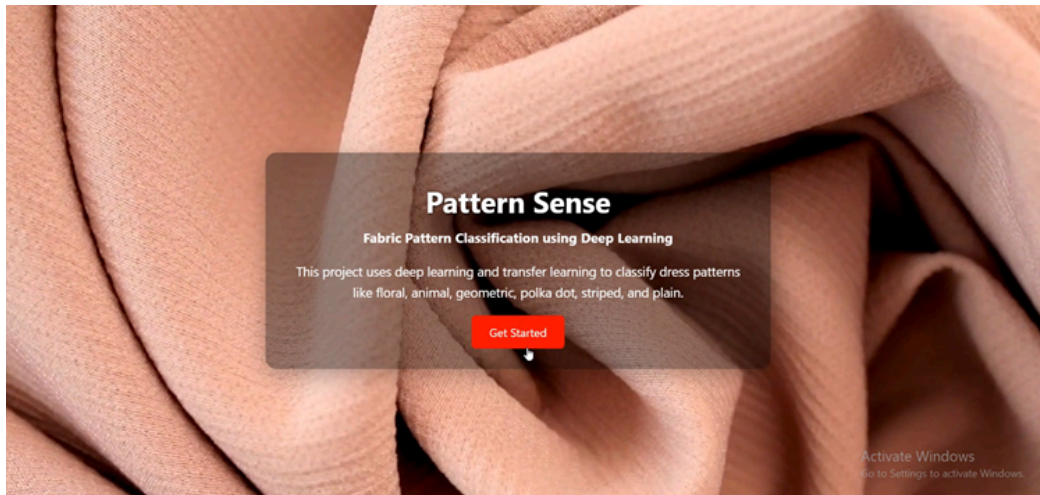 Pattern Sense
Fabric Pattern Classification using Deep Learning
This project uses deep learning and transfer learning to classify dress patterns
like floral, animal, geometric, polka dot, striped, and plain.
Get Started
Activate Windows
Go to Settings to activate Windows.